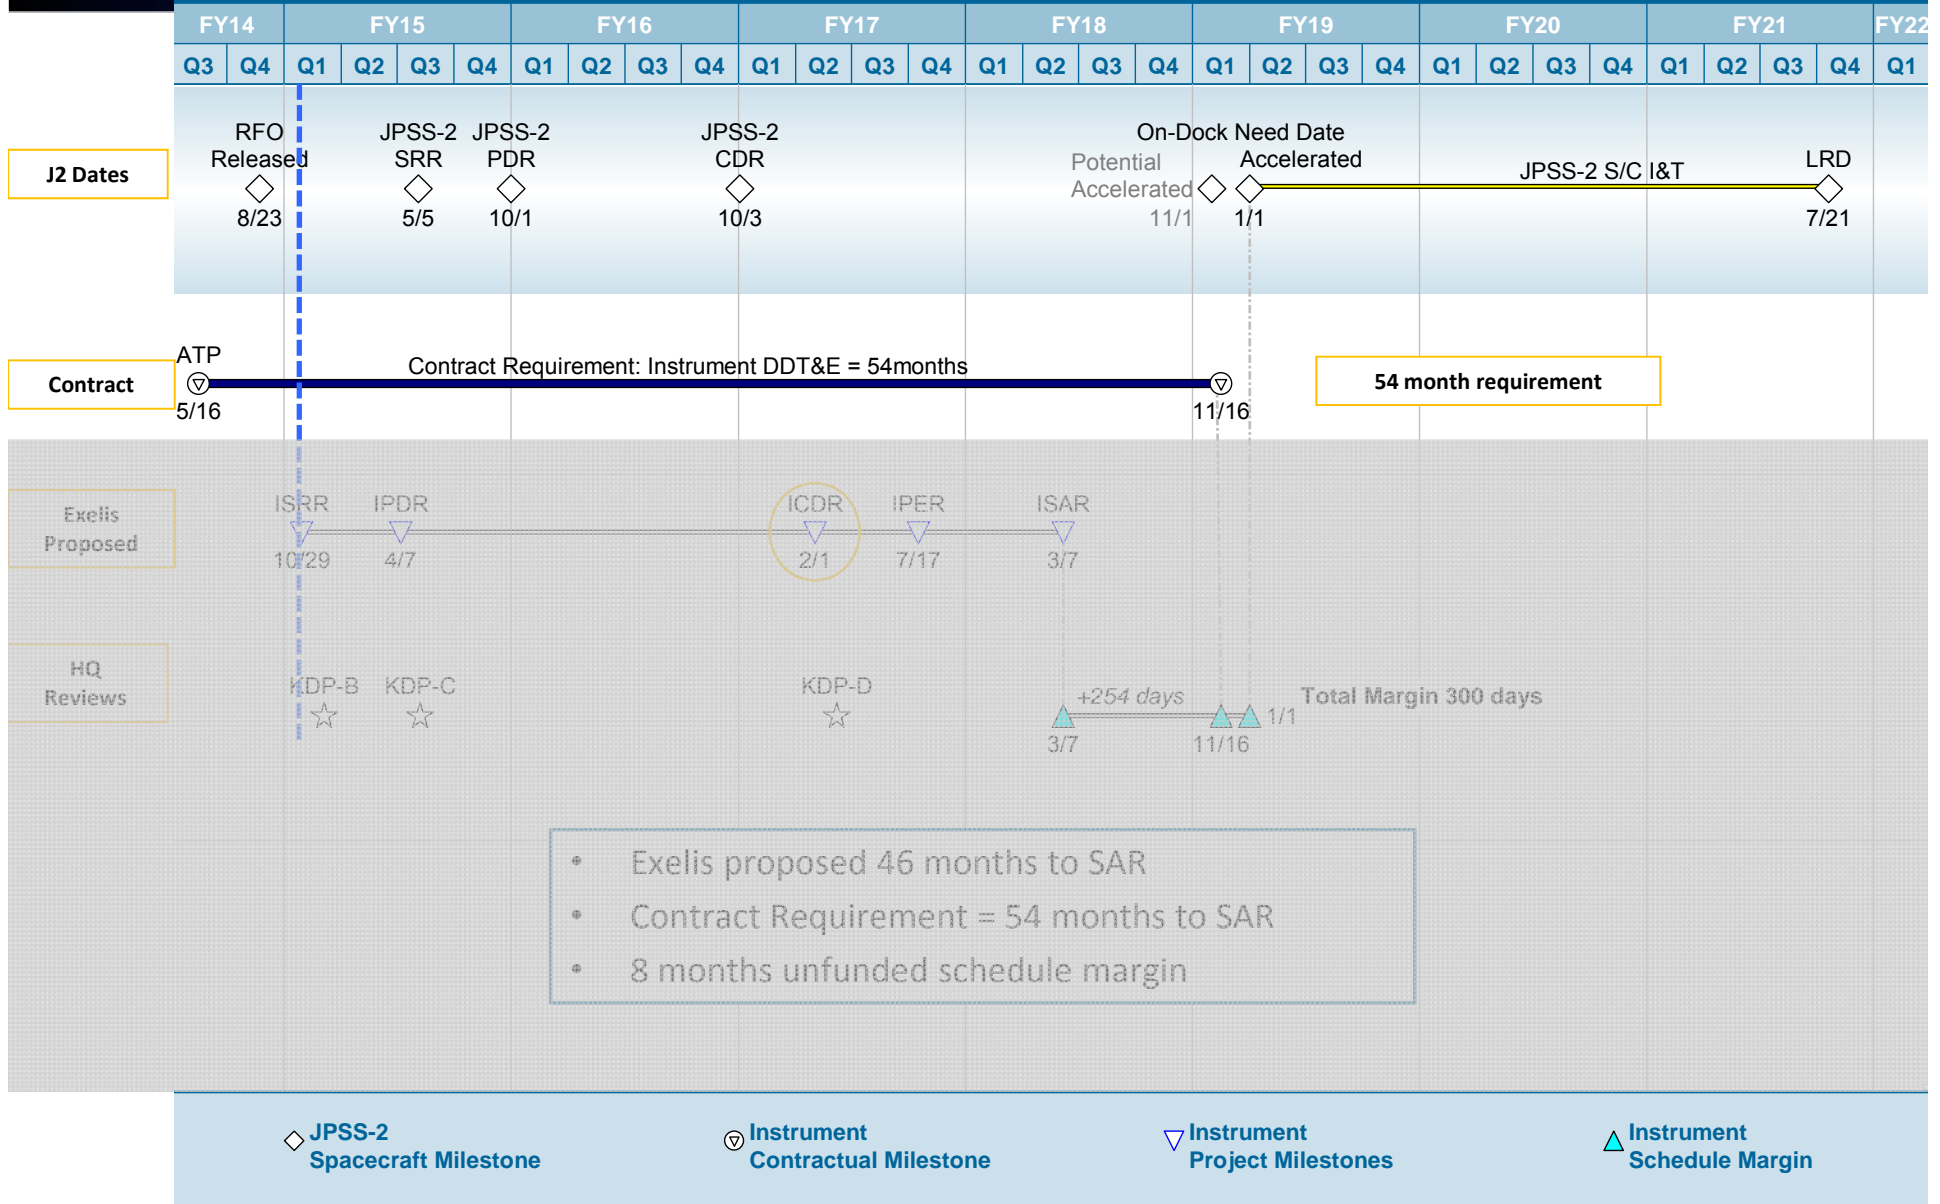 FY14 FY15 FY16 FY17 FY18 FY19 FY20 FY21 FY22
Q3 Q4 Q1 Q2 Q3 Q4 Q1 Q2 Q3 Q4 Q1 Q2 Q3 Q4 Q1 Q2 Q3 Q4 Q1 Q2 Q3 Q4 Q1 Q2 Q3 Q4 Q1 Q2 Q3 Q4 Q1
J2 Dates
RFO
Released
8/23
JPSS-2
SRR
5/5
JPSS-2
PDR
10/1
JPSS-2
CDR
10/3
On-Dock Need Date
Potential
Accelerated
11/1
Accelerated
1/1
JPSS-2 S/C I&T
LRD
7/21
Contract
ATP
5/16
Contract Requirement: Instrument DDT&E = 54months
11/16
54 month requirement
Exelis
Proposed
ISRR
10/29
IPDR
4/7
ICDR
2/1
IPER
7/17
ISAR
3/7
HQ
Reviews
KDP-B
KDP-C
KDP-D
+254 days
3/7
11/16
1/1
Total Margin 300 days
• Exelis proposed 46 months to SAR
• Contract Requirement = 54 months to SAR
• 8 months unfunded schedule margin
JPSS-2
Spacecraft Milestone
Instrument
Contractual Milestone
Instrument
Project Milestones
Instrument
Schedule Margin